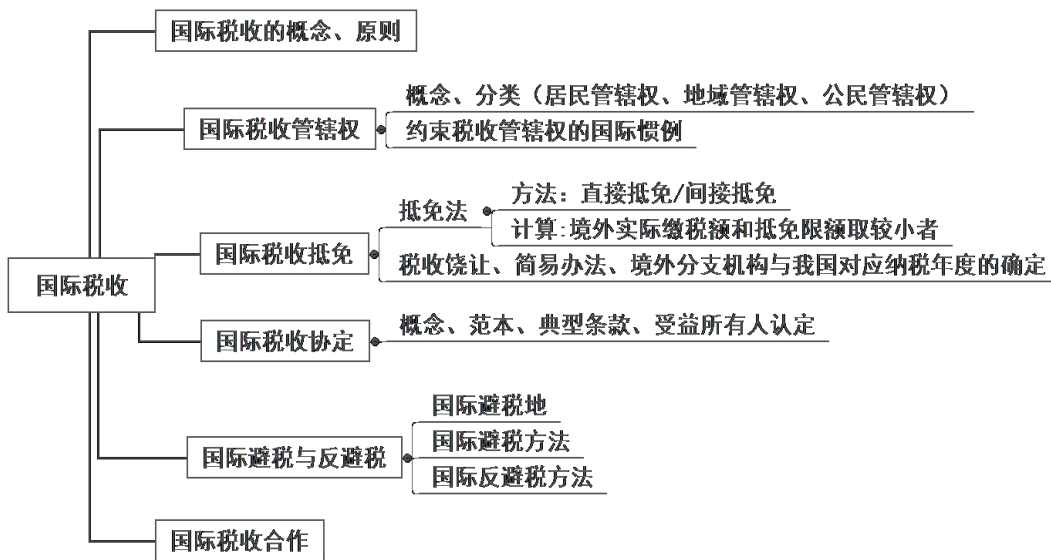 国际税收的概念、原则
概念、分类（居民管辖权、地域管辖权、公民管辖权）
国际税收管辖权
约束税收管辖权的国际惯例
方法：直接抵免/间接抵免
抵免法
计算:境外实际缴税额和抵免限额取较小者
国际税收抵免
税收饶让、简易办法、境外分支机构与我国对应纳税年度的确定
国际税收
概念、范本、典型条款、受益所有人认定
国际税收协定
国际避税地
国际避税方法
国际避税与反避税
国际反避税方法
国际税收合作